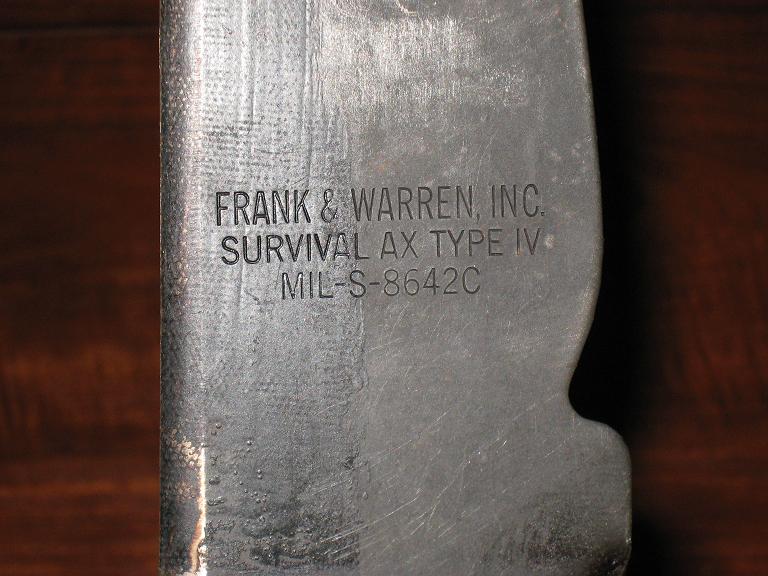 FRANK & WARREN, INC.
SURVIVAL AX TYPE IV
MIL-S-8642C